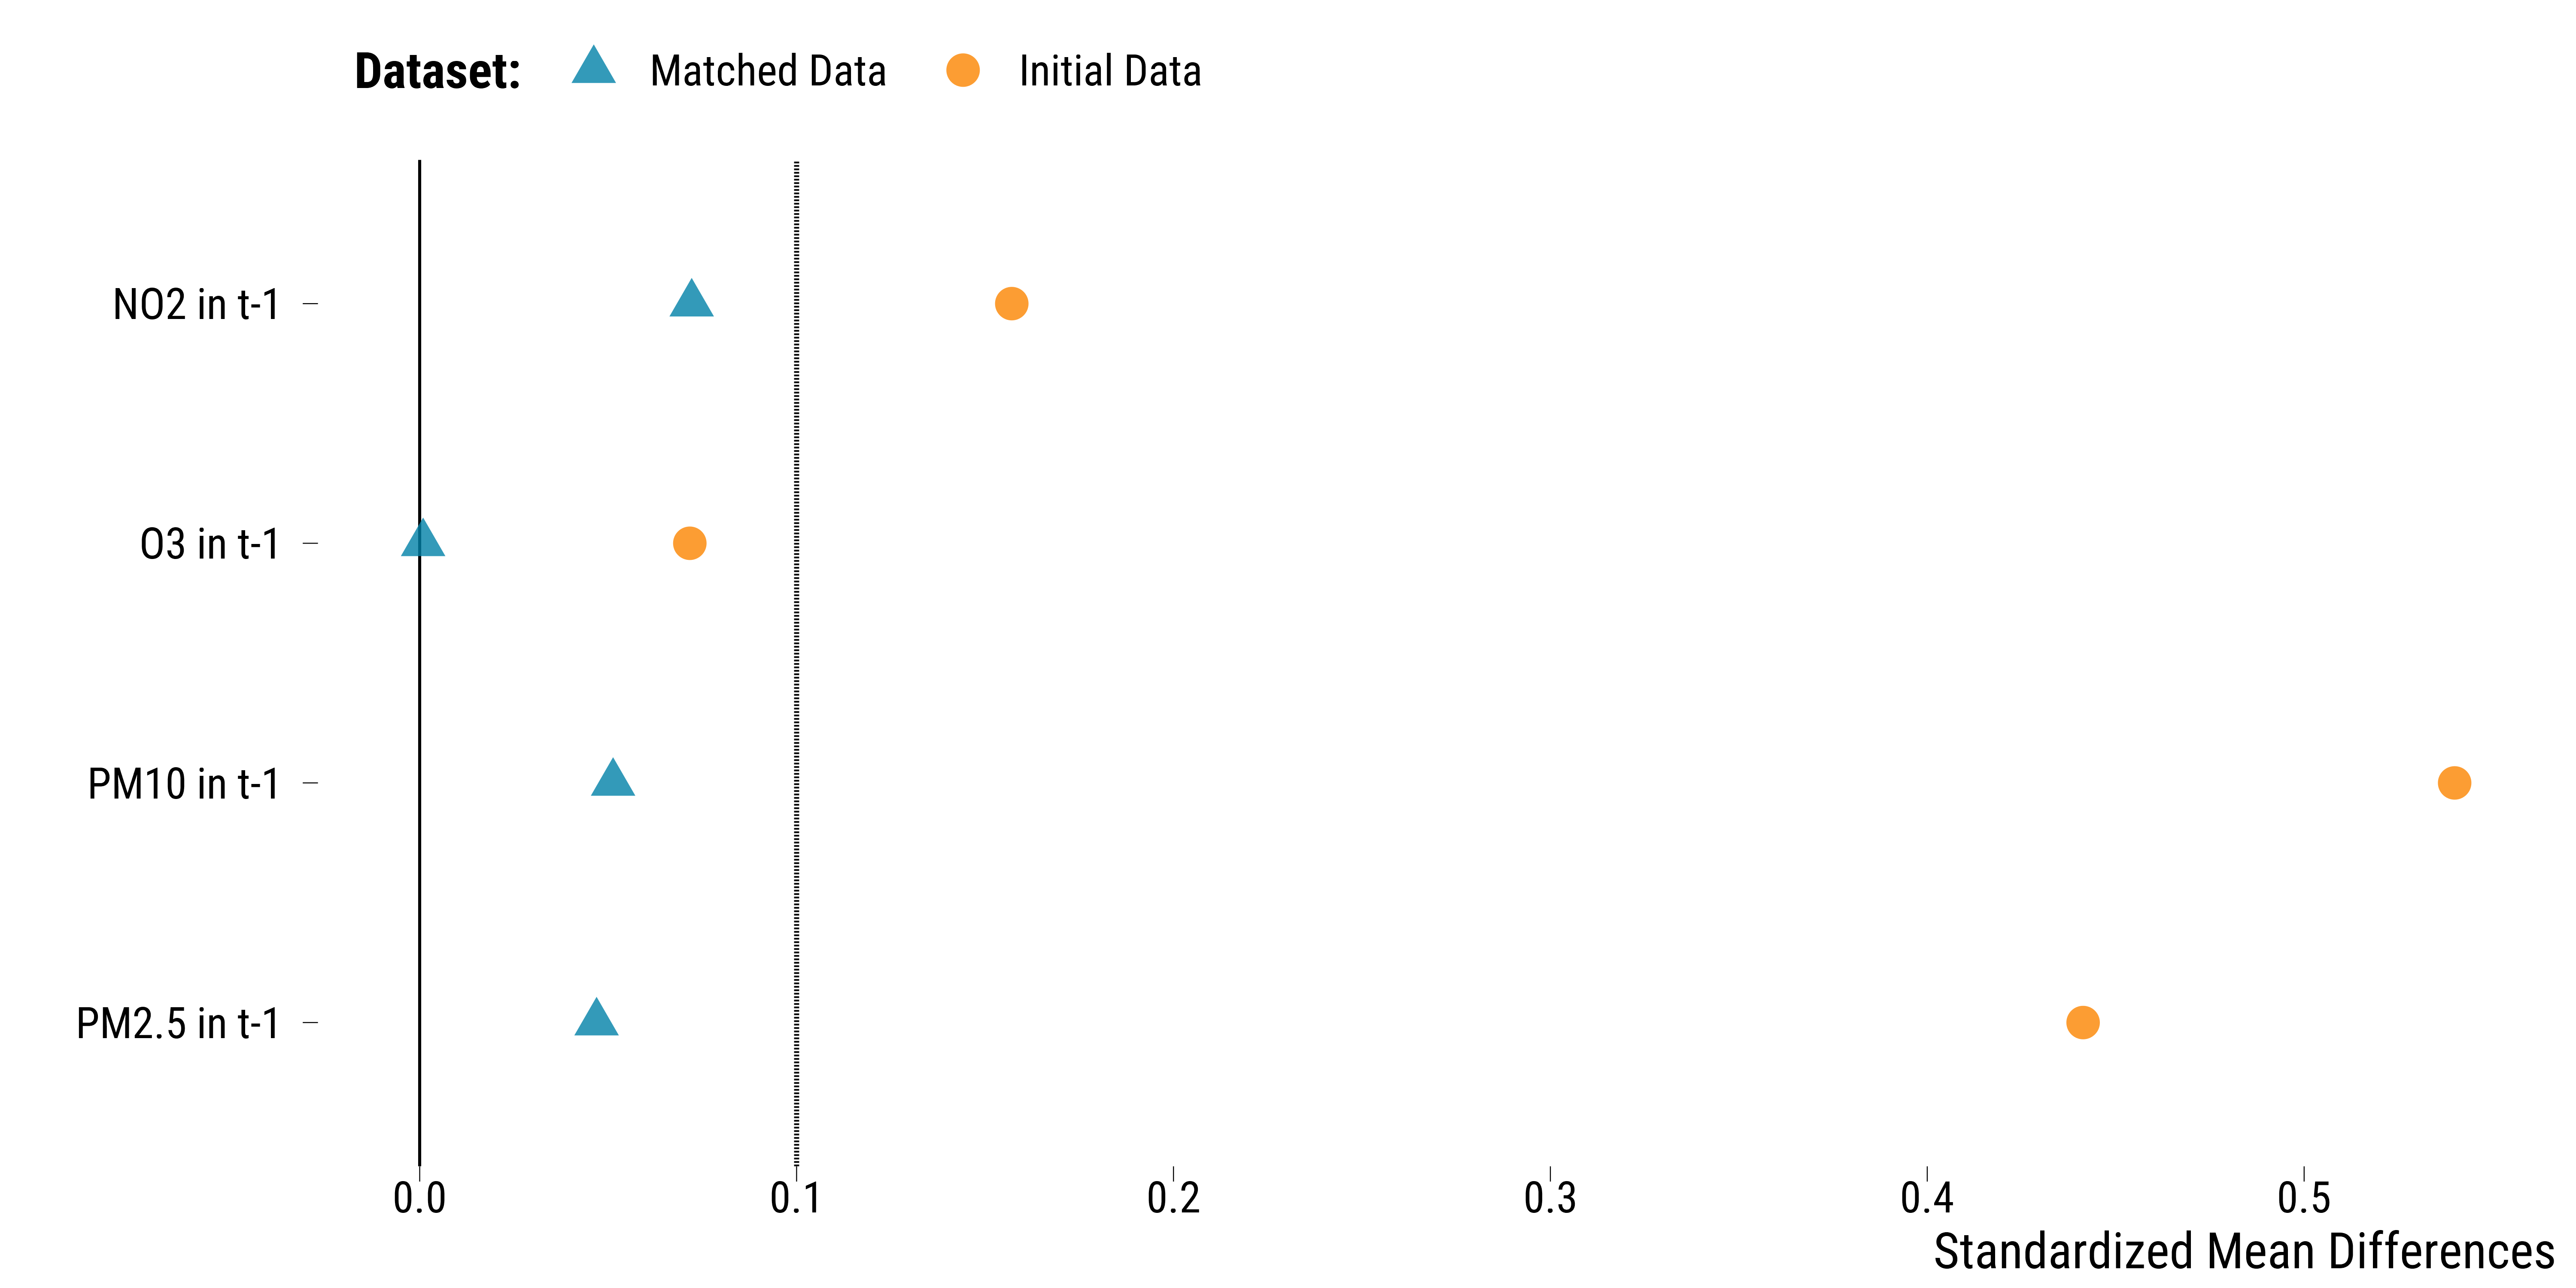 Dataset: Matched Data Initial Data
NO2 in t-1
O3 in t-1
PM10 in t-1
PM2.5 in t-1
0.0 0.1 0.2 0.3 0.4 0.5
Standardized Mean Differences